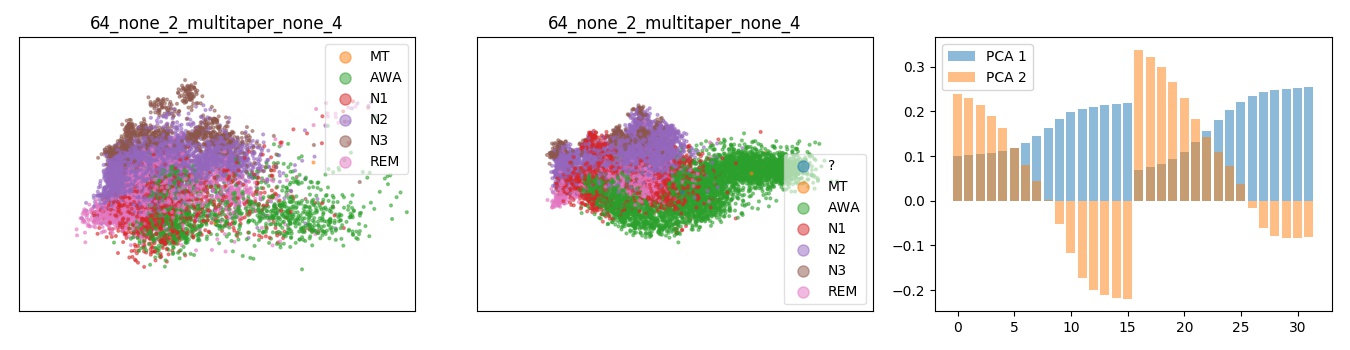 64_none_2_multitaper_none_4
MT
AWA
N1
N2
N3
REM
64_none_2_multitaper_none_4
?
MT
AWA
N1
N2
N3
REM
PCA 1
PCA 2
0.3
0.2
0.1
0.0
−0.1
−0.2
0 5 10 15 20 25 30